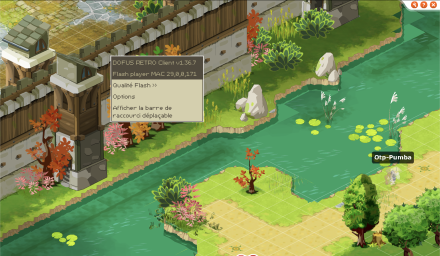 DOFUS RETRO Client v1.36.7
Flash player MAC 29,0,0,171
Qualité Flash >>
Options
Afficher la barre de
raccourci déplaçable
Otp-Pumba